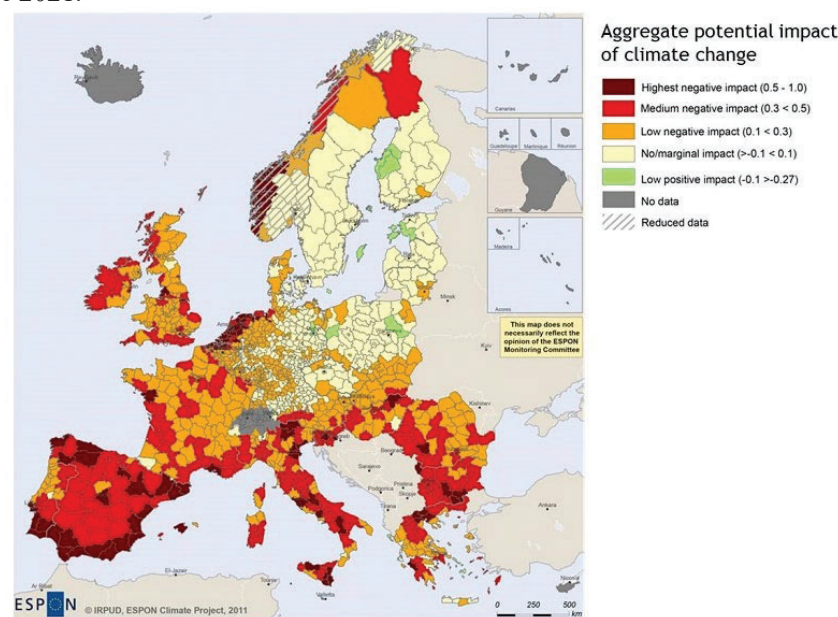 Aggregate potential impact
of climate change
Highest negative impact (0.5 - 1.0)
Medium negative impact (0.3 < 0.5)
Low negative impact (0.1 < 0.3)
No/marginal impact (>-0.1 < 0.1)
Low positive impact (-0.1 >-0.27)
No data
Reduced data
Canarias
Guadeloupe
Martinique
Réunion
Guyane
Madeira
Acores
This map does not
necessarily reflect the
opinion of the ESPON
Monitoring Committee
Minsk
Kyiv
Kishinev
Beograd
Sarajevo
Podgorica
Pristina
Skopje
Tirana
Ankara
Nicosia
El-Jazair
Tounis
Valletta
Ar Ribat
ESPON
© IRPUD, ESPON Climate Project, 2011
0 250 500
km